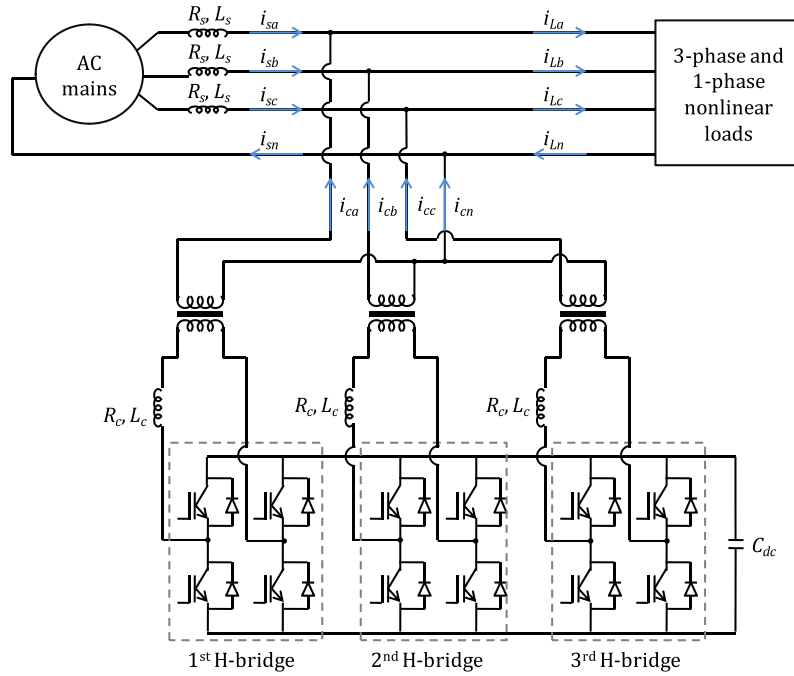 R_s, L_s
i_sa
i_La
AC
mains
R_s, L_s
i_sb
i_Lb
3-phase and
1-phase
nonlinear
loads
R_s, L_s
i_sc
i_Lc
i_sn
i_Ln
i_ca
i_cb
i_cc
i_cn
R_c, L_c
R_c, L_c
R_c, L_c
C_dc
1st H-bridge
2nd H-bridge
3rd H-bridge